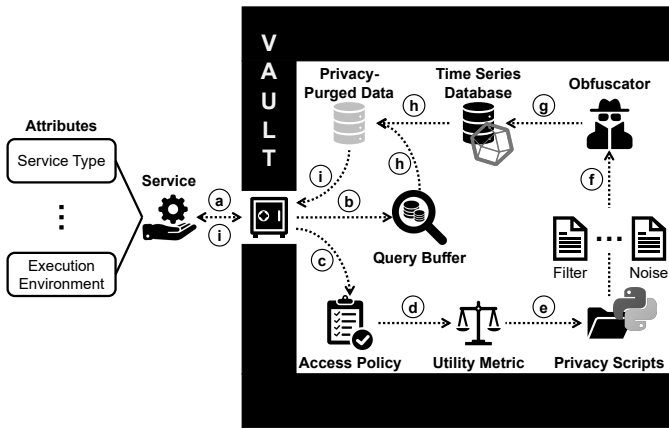 VAULT
Privacy-
Purged Data
Time Series
Database
Obfuscator
h
g
Attributes
Service Type
Service
a
i
i
h
b
f
Query Buffer
c
Execution
Environment
Filter
Noise
d
e
Access Policy
Utility Metric
Privacy Scripts